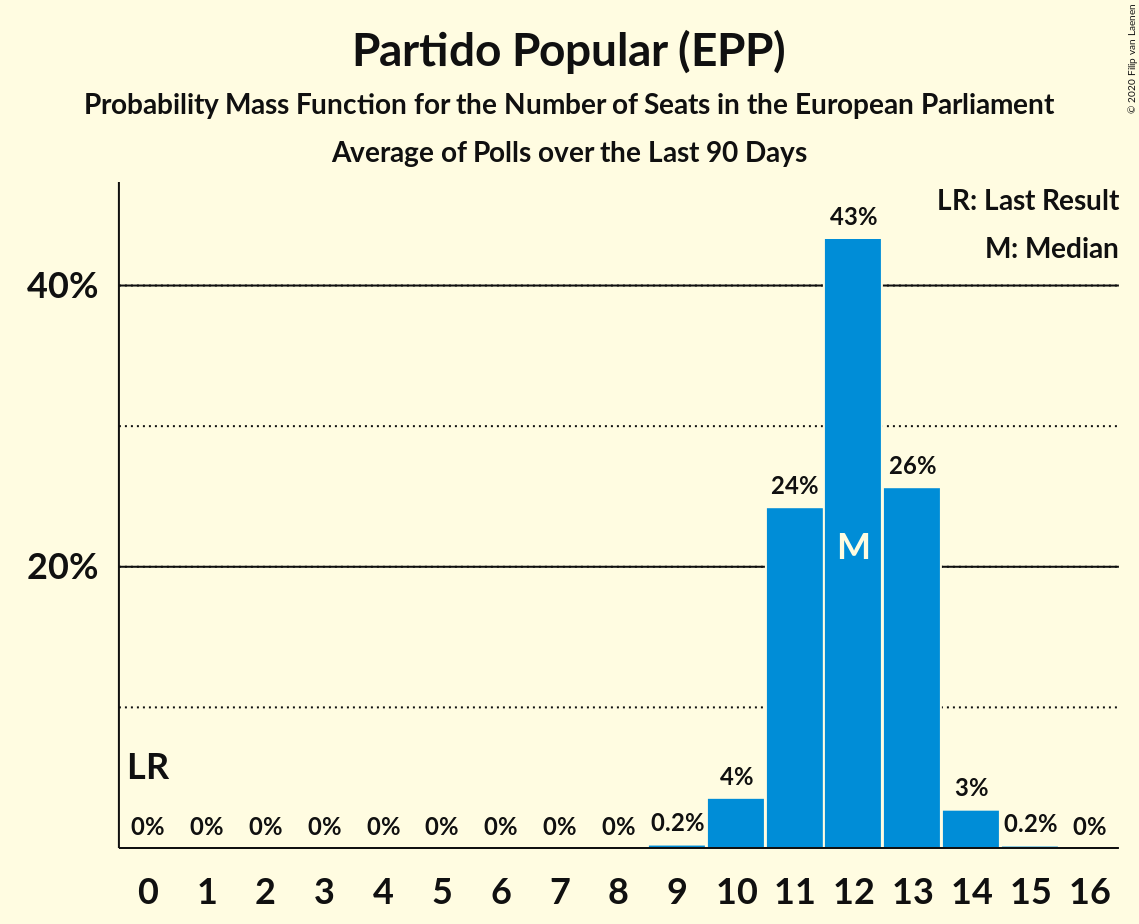 © 2020 Filip van Laenen
Partido Popular (EPP)
Probability Mass Function for the Number of Seats in the European Parliament
Average of Polls over the Last 90 Days
LR: Last Result
M: Median
43%
40%
26%
24%
M
20%
LR
4%
3%
0% 0% 0% 0% 0% 0% 0% 0% 0% 0.2% 0.2% 0%
0 1 2 3 4 5 6 7 8 9 10 11 12 13 14 15 16